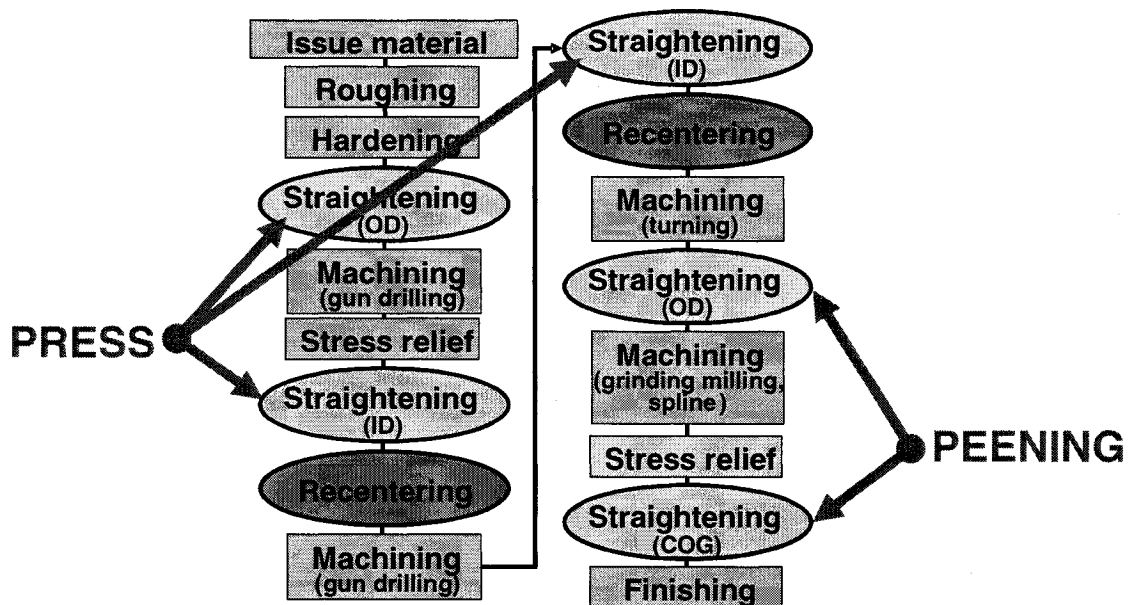 Issue material
Roughing
Hardening
Straightening
(OD)
Machining
(gun drilling)
Stress relief
Straightening
(ID)
Recentering
Machining
(gun drilling)
PRESS
Straightening
(ID)
Recentering
Machining
(turning)
Straightening
(OD)
Machining
(grinding milling,
spline)
Stress relief
Straightening
(COG)
Finishing
PEENING